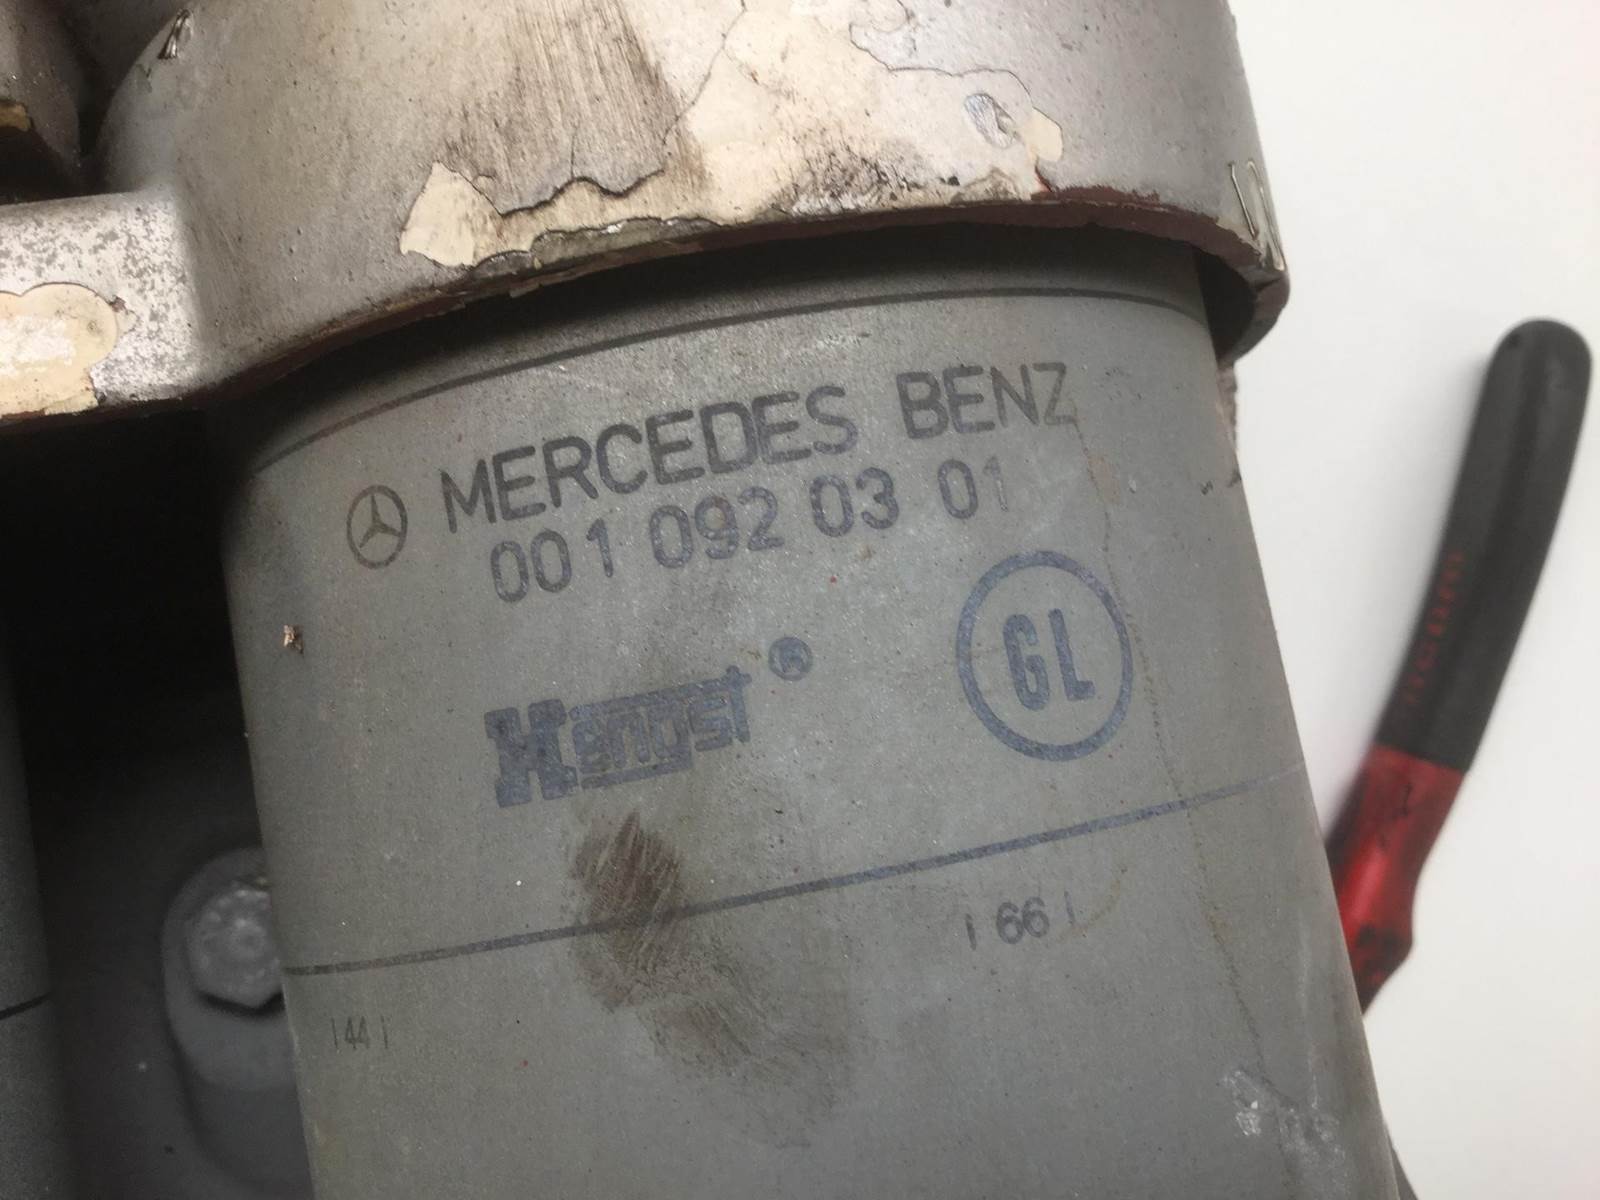 MERCEDES BENZ
001 092 03 01
Hengst ®
GL
66
44